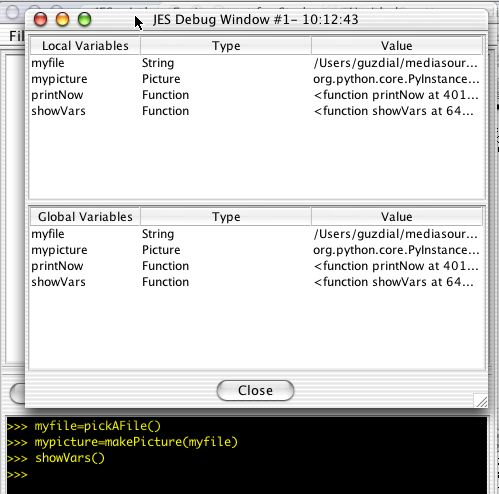 JES Debug Window #1- 10:12:43
Fil
Local Variables Type Value
myfile String /Users/guzdial/mediasour...
mypicture Picture org.python.core.PyInstance...
printNow Function <function printNow at 401...
showVars Function <function showVars at 64...
Global Variables Type Value
myfile String /Users/guzdial/mediasour...
mypicture Picture org.python.core.PyInstance...
printNow Function <function printNow at 401...
showVars Function <function showVars at 64...
Close
>>> myfile=pickAFile()
>>> mypicture=makePicture(myfile)
>>> showVars()
>>>